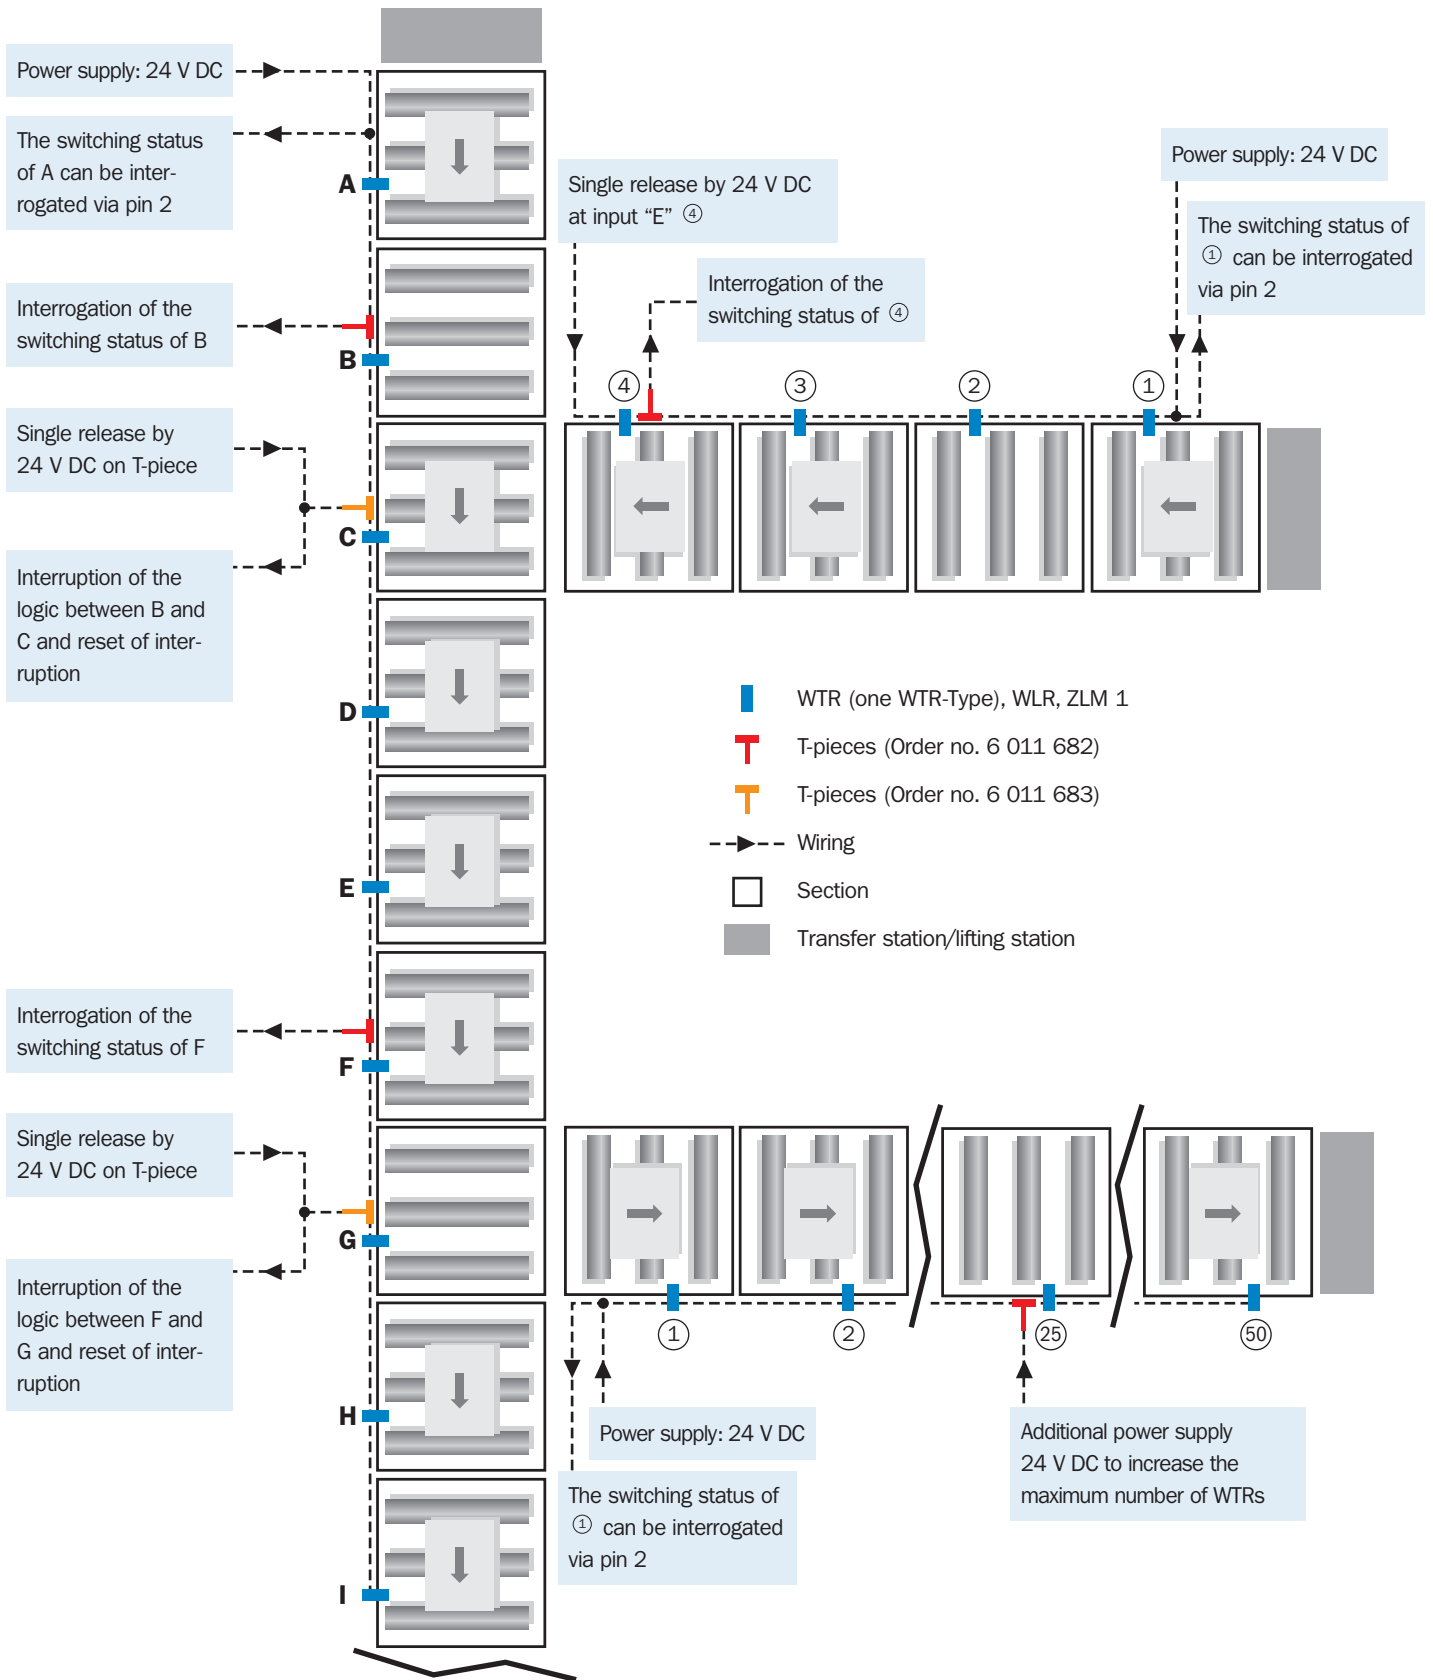 Power supply: 24 V DC
The switching status
of A can be inter-
rogated via pin 2
A
Interrogation of the
switching status of B
B
Single release by
24 V DC on T-piece
C
Interruption of the
logic between B and
C and reset of inter-
ruption
D
E
Interrogation of the
switching status of F
F
Single release by
24 V DC on T-piece
G
Interruption of the
logic between F and
G and reset of inter-
ruption
H
I
Single release by 24 V DC
at input “E” ④
Interrogation of the
switching status of ④
Power supply: 24 V DC
The switching status of
① can be interrogated
via pin 2
④ ③ ② ①
WTR (one WTR-Type), WLR, ZLM 1
T-pieces (Order no. 6 011 682)
T-pieces (Order no. 6 011 683)
Wiring
Section
Transfer station/lifting station
① ② ㉕ ㊿
Power supply: 24 V DC
The switching status of
① can be interrogated
via pin 2
Additional power supply
24 V DC to increase the
maximum number of WTRs